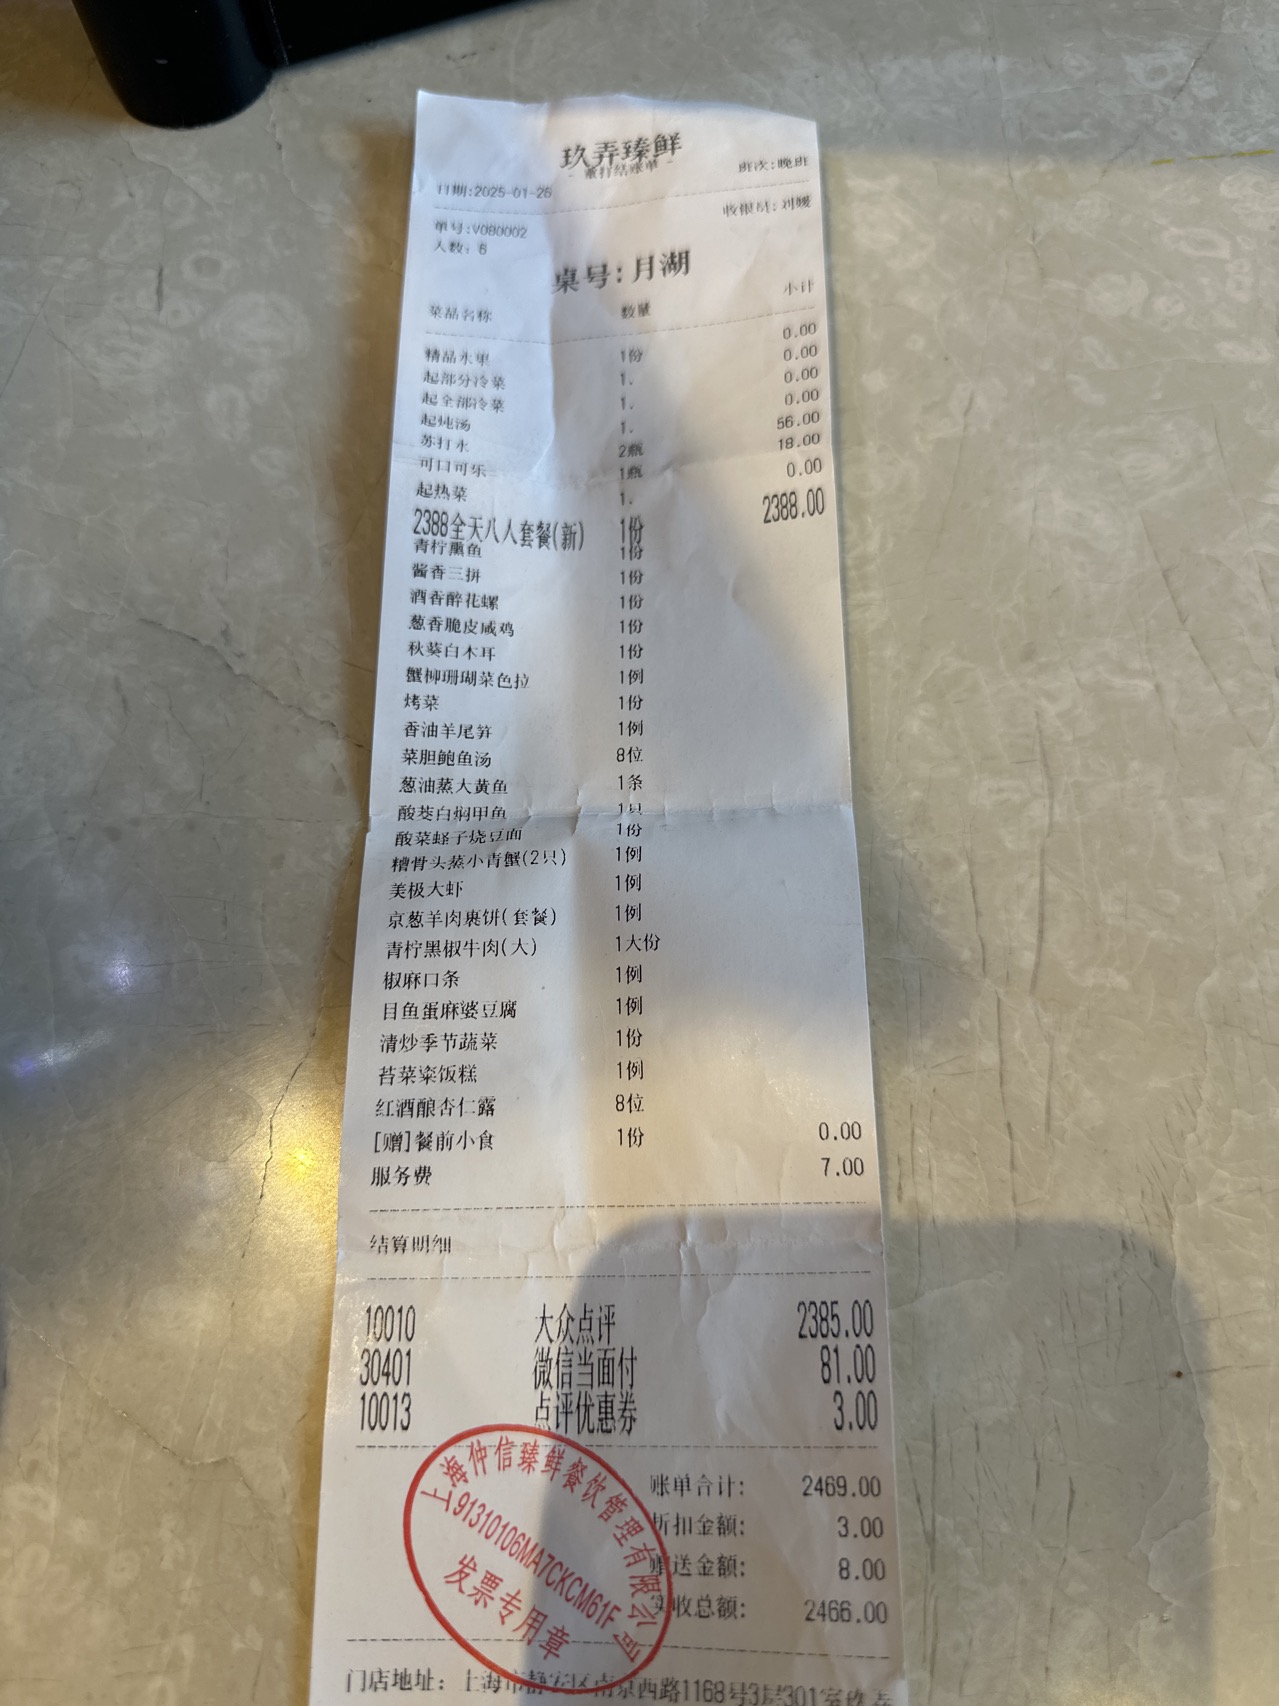 玖弄臻鲜
- 重打结账单 -
班次:晚班
日期:2025-01-26
收银员:刘媛
单号:V080002
人数: 6
桌号:月湖
菜品名称 数量 小计
精品水果 1份 0.00
起部分冷菜 1. 0.00
起全部冷菜 1. 0.00
起炖汤 1. 0.00
苏打水 2瓶 56.00
可口可乐 1瓶 18.00
起热菜 1. 0.00
2388全天八人套餐(新) 1份 2388.00
青柠熏鱼 1份
酱香三拼 1份
酒香醉花螺 1份
葱香脆皮咸鸡 1份
秋葵白木耳 1份
蟹柳珊瑚菜色拉 1例
烤菜 1份
香油羊尾笋 1例
菜胆鲍鱼汤 8位
葱油蒸大黄鱼 1条
酸茭白焖甲鱼 1只
酸菜蛏子烧豆面 1份
糟骨头蒸小青蟹(2只) 1例
美极大虾 1例
京葱羊肉裹饼(套餐) 1例
青柠黑椒牛肉(大) 1大份
椒麻口条 1例
目鱼蛋麻婆豆腐 1例
清炒季节蔬菜 1份
苔菜粢饭糕 1例
红酒酿杏仁露 8位
[赠]餐前小食 1份 0.00
服务费 7.00
结算明细
10010 大众点评 2385.00
30401 微信当面付 81.00
10013 点评优惠券 3.00
账单合计: 2469.00
折扣金额: 3.00
赠送金额: 8.00
实收总额: 2466.00
上海仲信臻鲜餐饮管理有限公司
91310106MA7CKCM61F
发票专用章
门店地址: 上海市静安区南京西路1168号3层301室